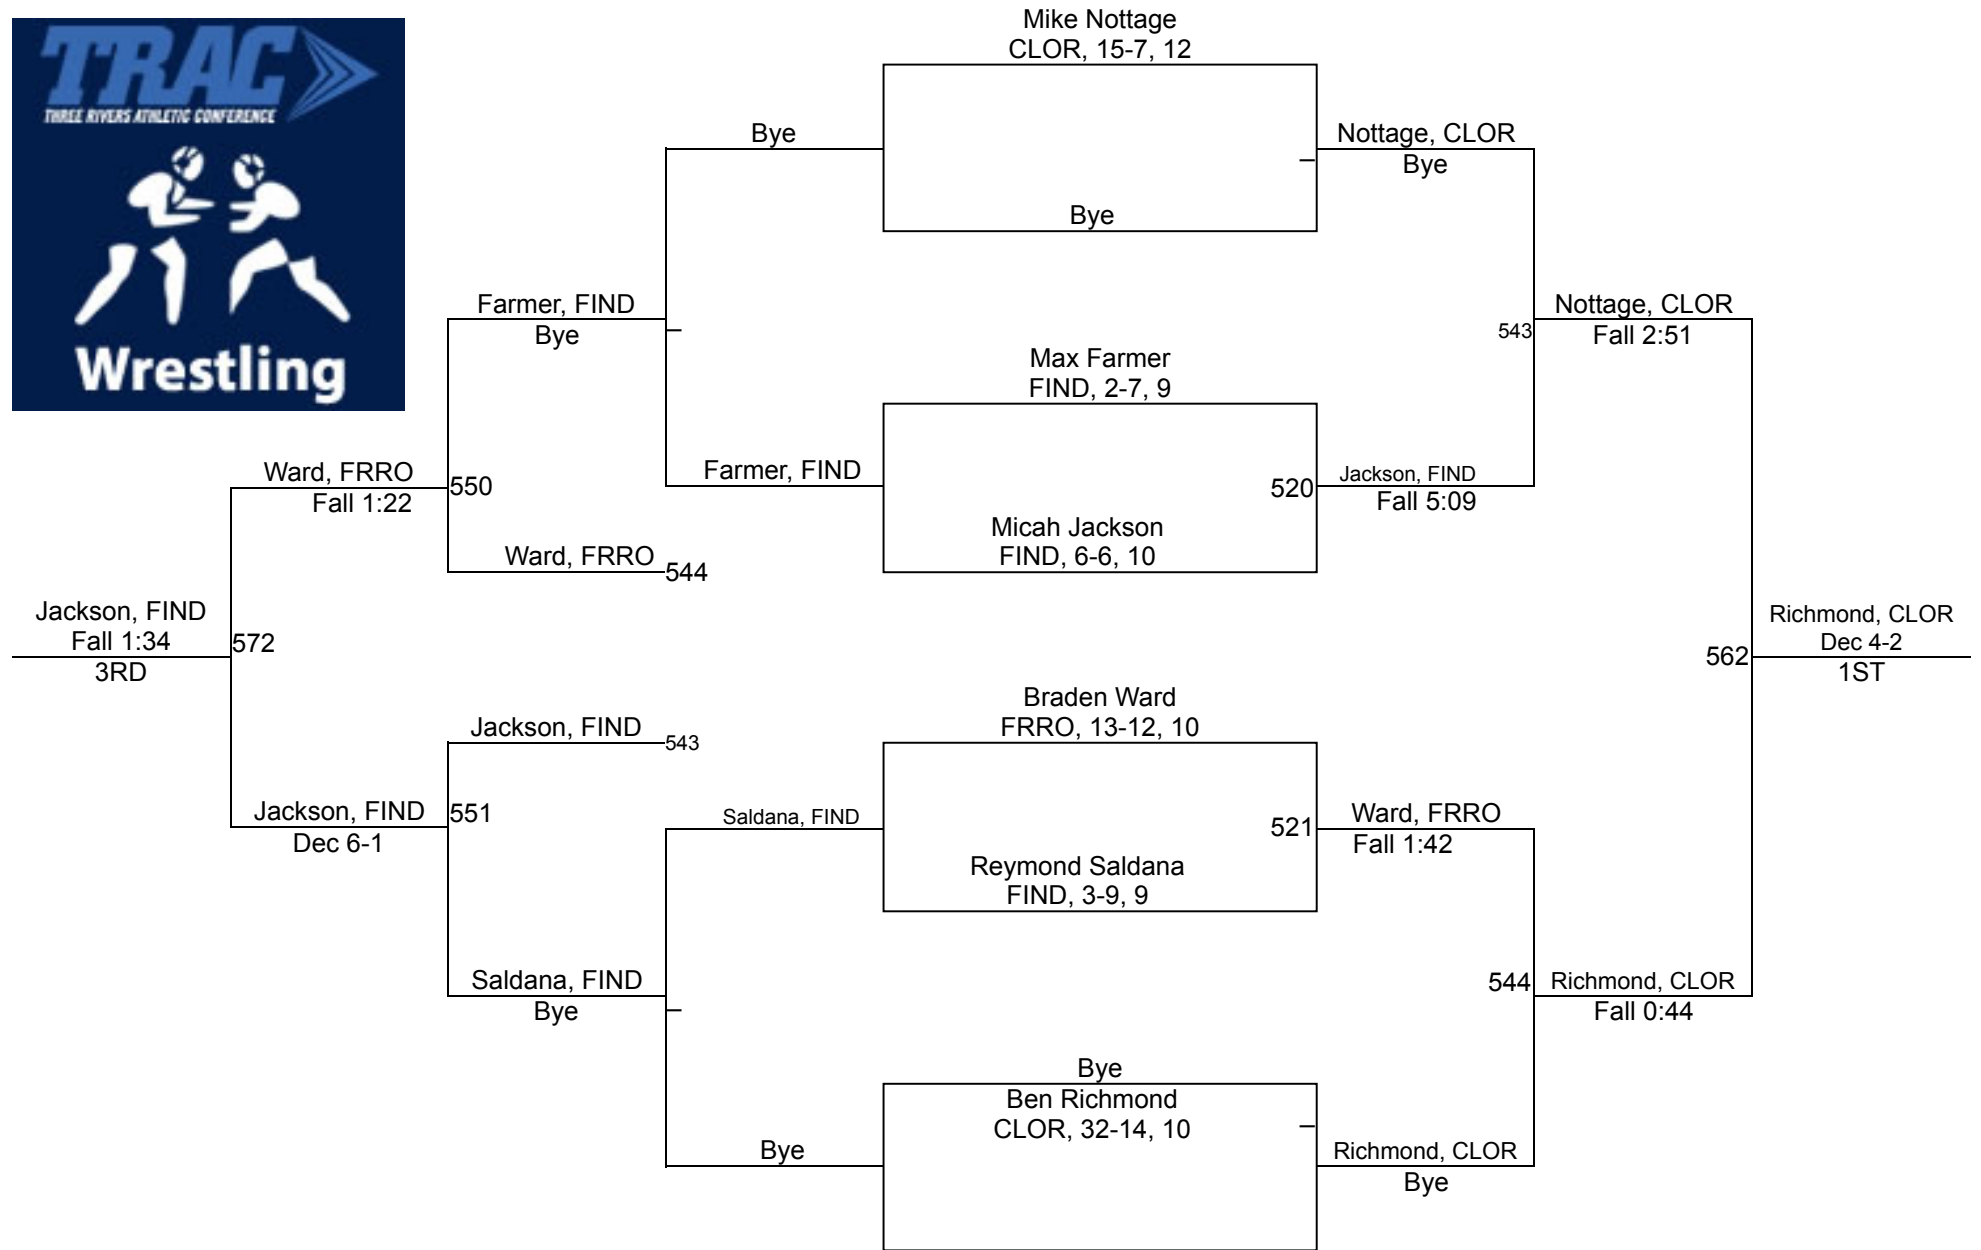 TRAC
THREE RIVERS ATHLETIC CONFERENCE
Wrestling
Mike Nottage
CLOR, 15-7, 12
Bye
Nottage, CLOR
Bye
Bye
Farmer, FIND
Bye
Nottage, CLOR
543
Fall 2:51
Max Farmer
FIND, 2-7, 9
Ward, FRRO
550
Fall 1:22
Farmer, FIND
520
Jackson, FIND
Fall 5:09
Micah Jackson
FIND, 6-6, 10
Ward, FRRO
544
Jackson, FIND
Fall 1:34
572
3RD
Richmond, CLOR
562
Dec 4-2
1ST
Braden Ward
FRRO, 13-12, 10
Jackson, FIND
543
Jackson, FIND
551
Dec 6-1
Saldana, FIND
521
Ward, FRRO
Fall 1:42
Reymond Saldana
FIND, 3-9, 9
Saldana, FIND
Bye
544
Richmond, CLOR
Fall 0:44
Bye
Ben Richmond
CLOR, 32-14, 10
Bye
Richmond, CLOR
Bye